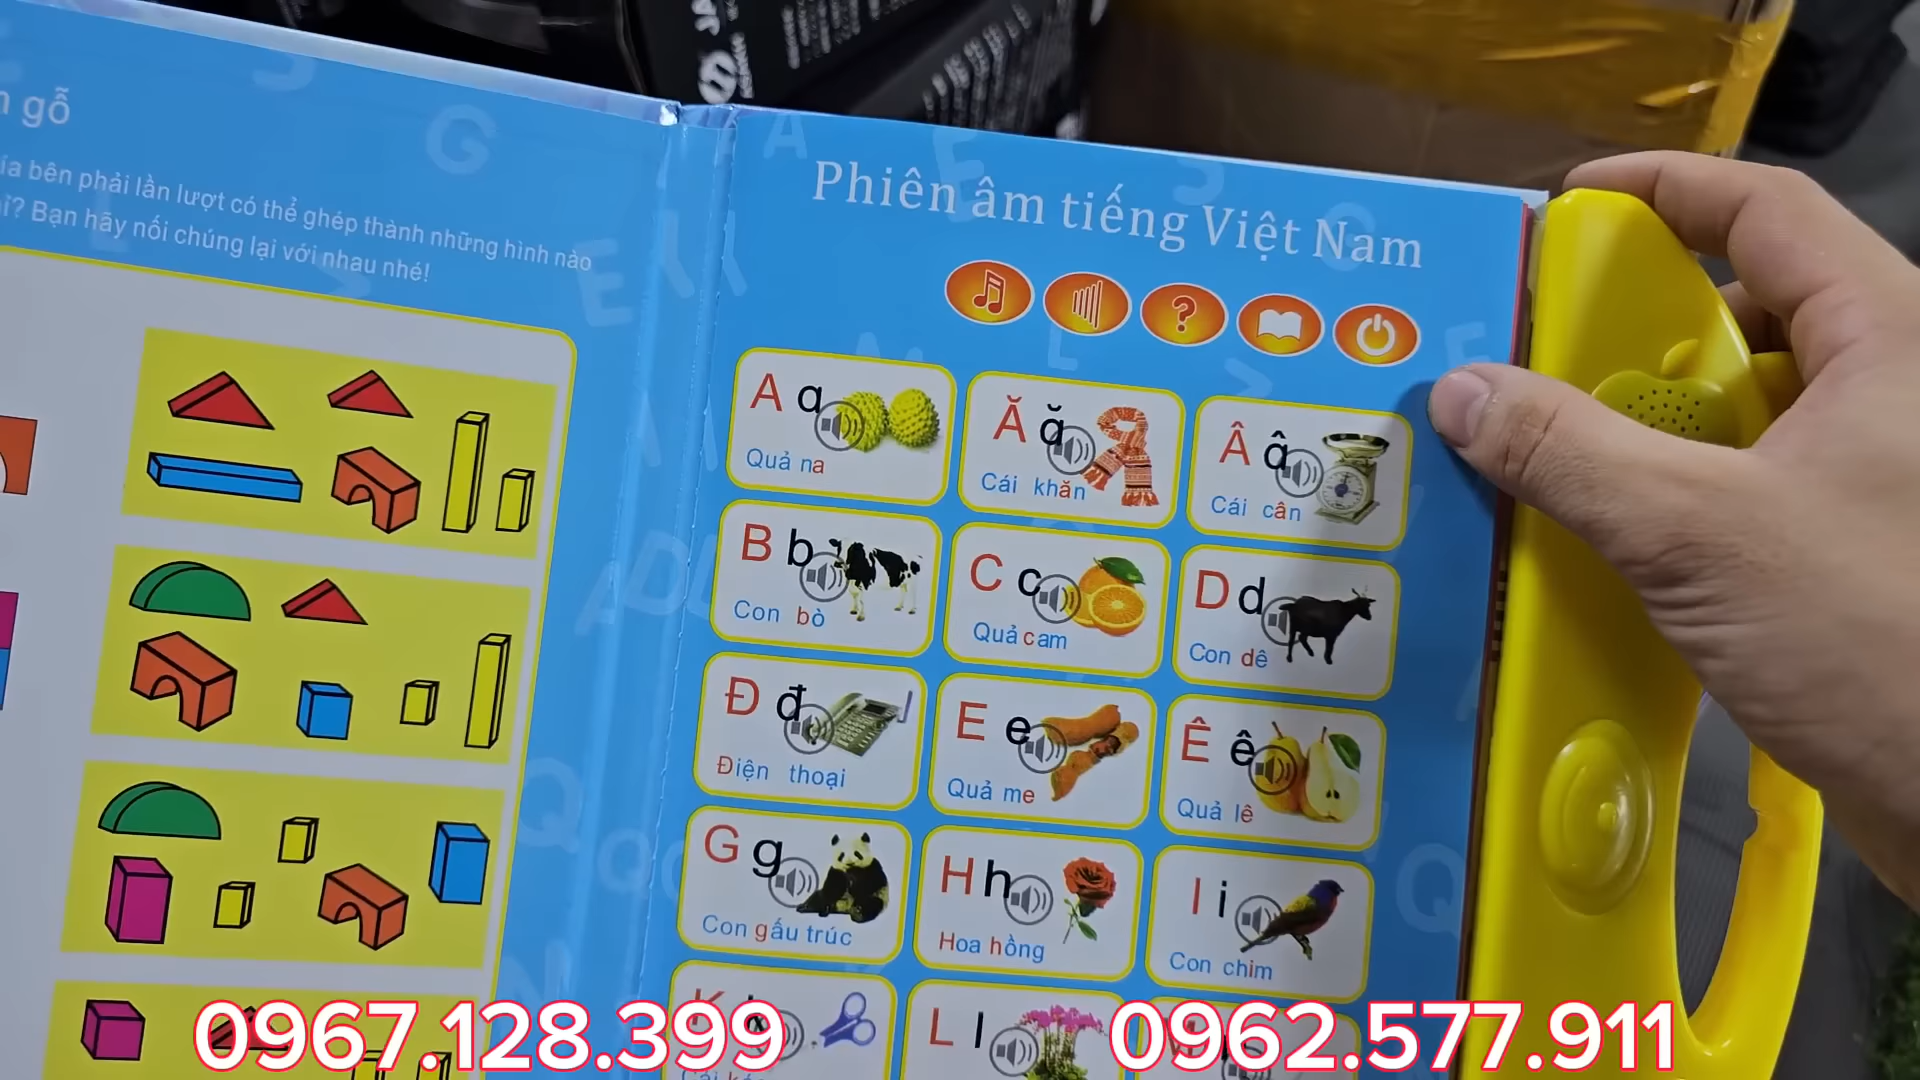 gỗ
bên phải lần lượt có thể ghép thành những hình nào
Bạn hãy nối chúng lại với nhau nhé!
Phiên âm tiếng Việt Nam
A a
Quả na
Ă ă
Cái khăn
Â â
Cái cân
B b
Con bò
C c
Quả cam
D d
Con dê
Đ đ
Điện thoại
E e
Quả me
Ê ê
Quả lê
G g
Con gấu trúc
H h
Hoa hồng
I i
Con chim
K k
L l
0967.128.399
0962.577.911